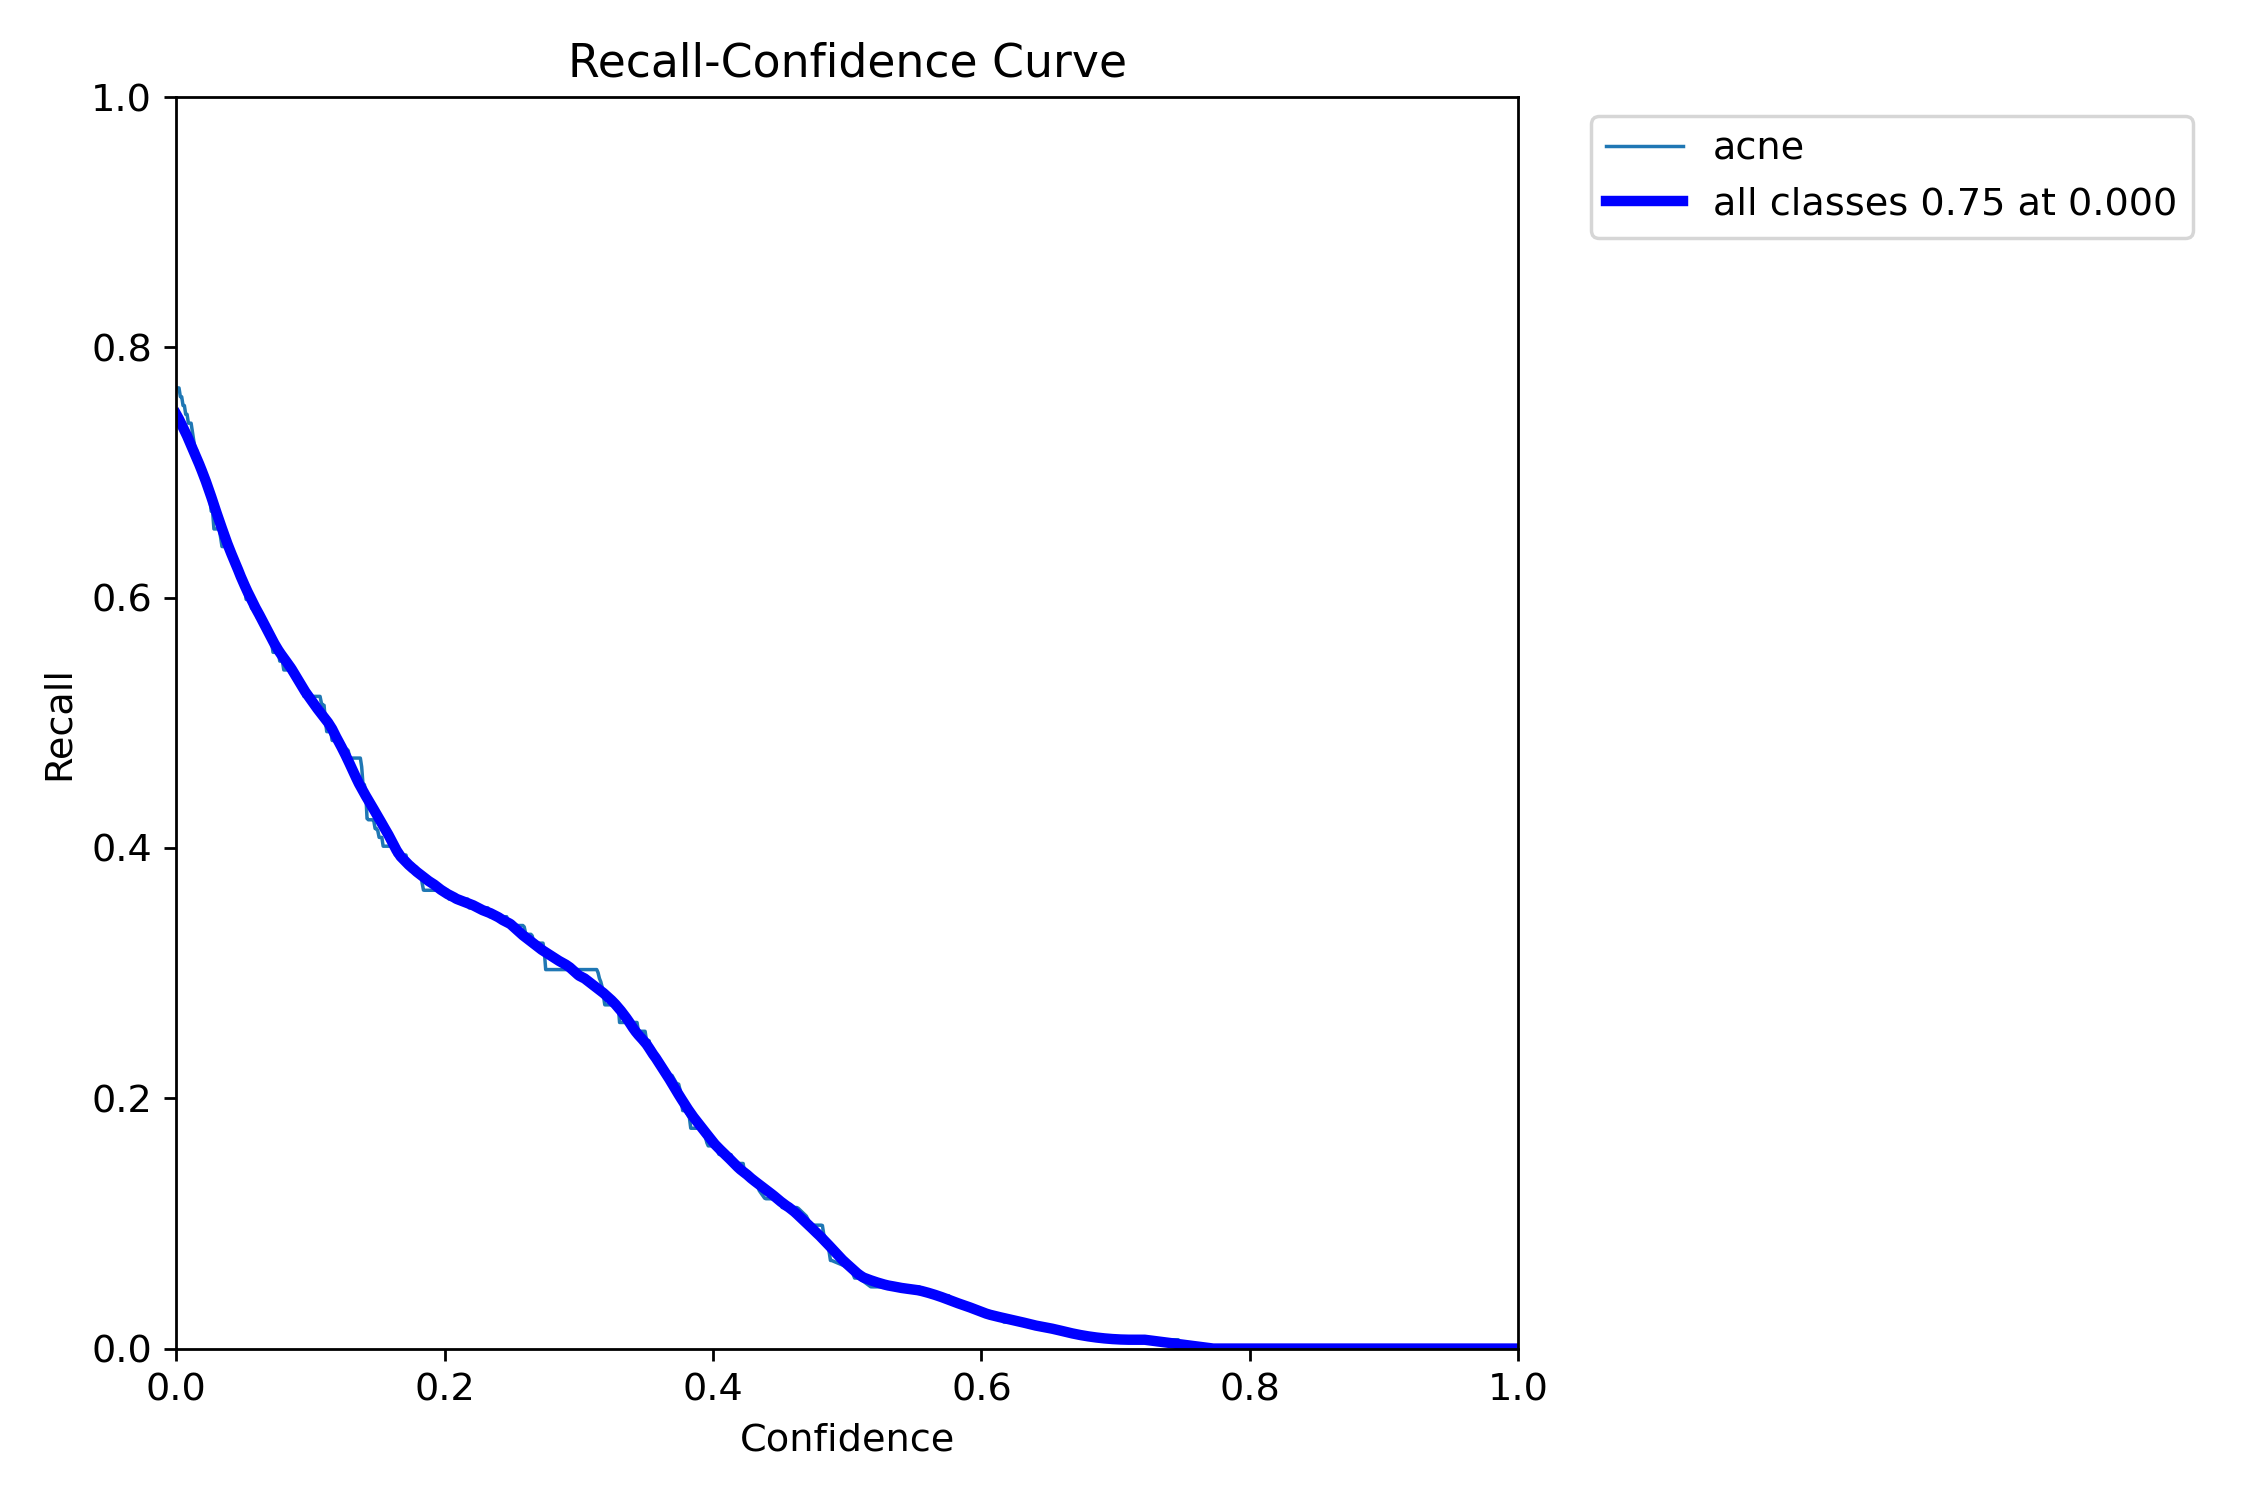 Recall-Confidence Curve
1.0
0.8
0.6
0.4
0.2
0.0
Recall
0.0 0.2 0.4 0.6 0.8 1.0
Confidence
acne
all classes 0.75 at 0.000